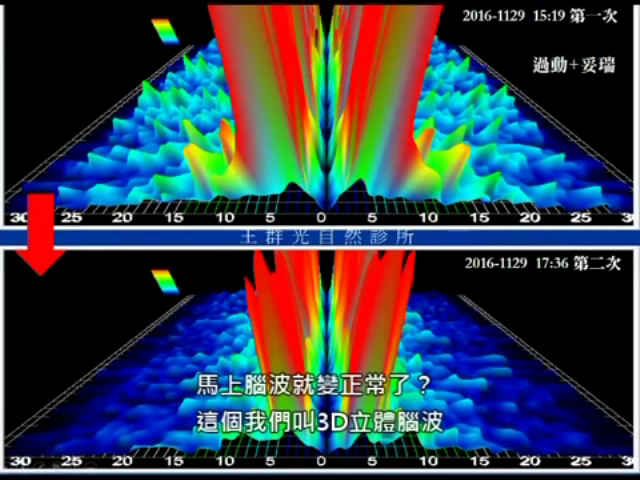 2016-1129 15:19 第一次
過動+妥瑞
30 25 20 15 10 5 0 5 10 15 20 25 30
王群光自然診所
2016-1129 17:36 第二次
馬上腦波就變正常了？
這個我們叫3D立體腦波
30 25 20 15 10 5 0 5 10 15 20 25 30